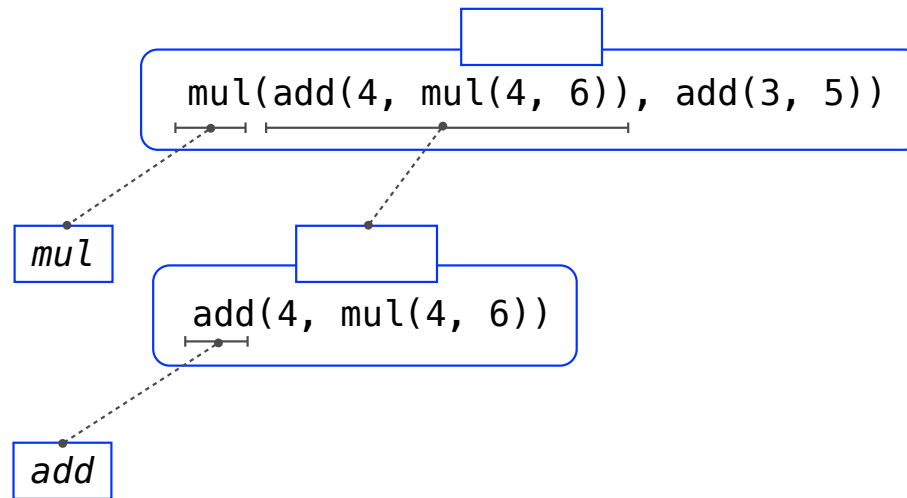 mul(add(4, mul(4, 6)), add(3, 5))
mul
add(4, mul(4, 6))
add